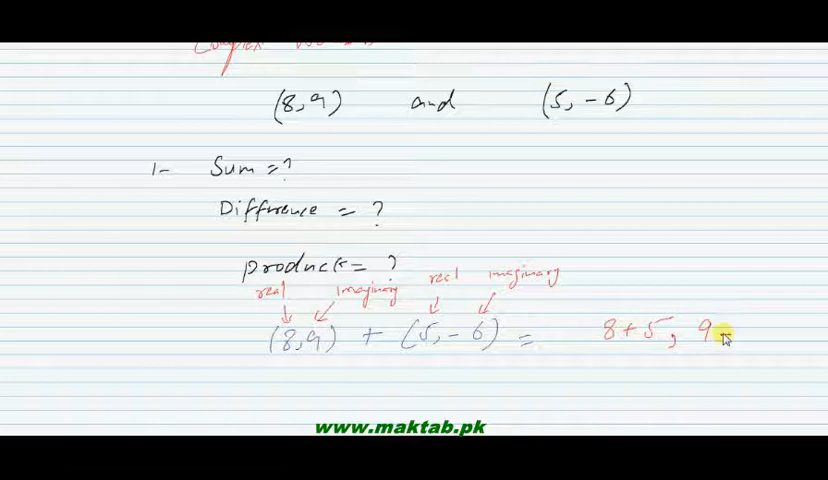 Complex
(8,9) and (5,-6)
1- Sum =?
Difference = ?
product = ?
real imaginary real imaginary
(8,9) + (5,-6) = 8+5, 9
www.maktab.pk